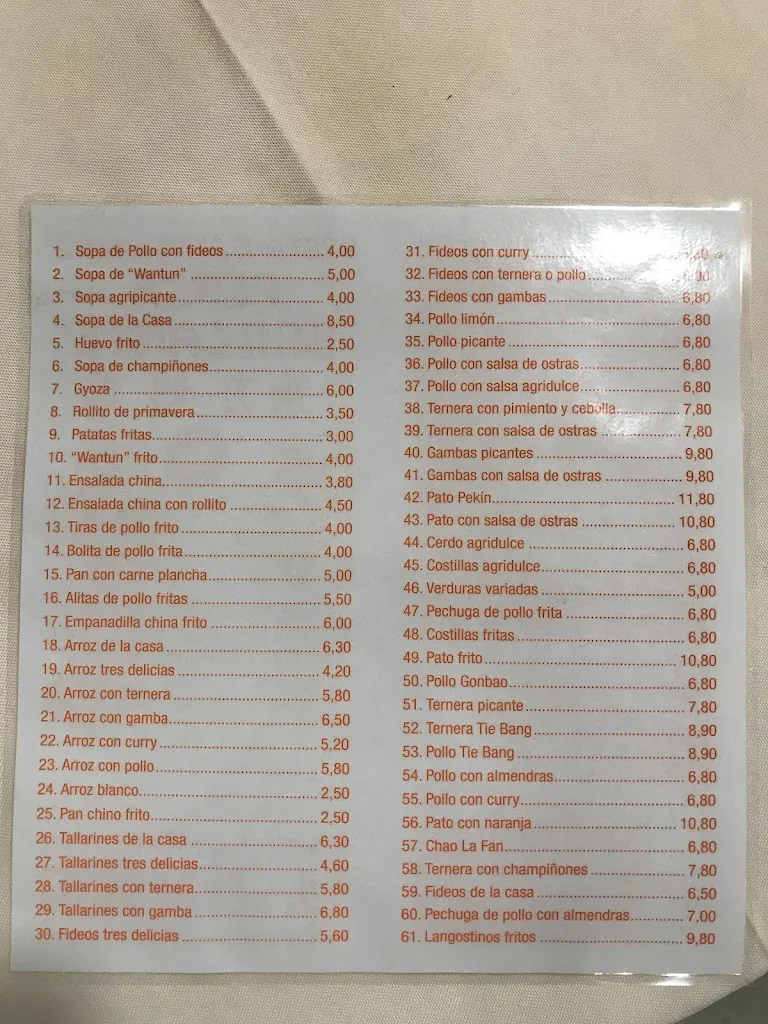 1. Sopa de Pollo con fideos 4,00
2. Sopa de “Wantun” 5,00
3. Sopa agripicante 4,00
4. Sopa de la Casa 8,50
5. Huevo frito 2,50
6. Sopa de champiñones 4,00
7. Gyoza 6,00
8. Rollito de primavera 3,50
9. Patatas fritas 3,00
10. “Wantun” frito 4,00
11. Ensalada china 3,80
12. Ensalada china con rollito 4,50
13. Tiras de pollo frito 4,00
14. Bolita de pollo frita 4,00
15. Pan con carne plancha 5,00
16. Alitas de pollo fritas 5,50
17. Empanadilla china frito 6,00
18. Arroz de la casa 6,30
19. Arroz tres delicias 4,20
20. Arroz con ternera 5,80
21. Arroz con gamba 6,50
22. Arroz con curry 5,20
23. Arroz con pollo 5,80
24. Arroz blanco 2,50
25. Pan chino frito 2,50
26. Tallarines de la casa 6,30
27. Tallarines tres delicias 4,60
28. Tallarines con ternera 5,80
29. Tallarines con gamba 6,80
30. Fideos tres delicias 5,60
31. Fideos con curry
32. Fideos con ternera o pollo
33. Fideos con gambas 6,80
34. Pollo limón 6,80
35. Pollo picante 6,80
36. Pollo con salsa de ostras 6,80
37. Pollo con salsa agridulce 6,80
38. Ternera con pimiento y cebolla 7,80
39. Ternera con salsa de ostras 7,80
40. Gambas picantes 9,80
41. Gambas con salsa de ostras 9,80
42. Pato Pekín 11,80
43. Pato con salsa de ostras 10,80
44. Cerdo agridulce 6,80
45. Costillas agridulce 6,80
46. Verduras variadas 5,00
47. Pechuga de pollo frita 6,80
48. Costillas fritas 6,80
49. Pato frito 10,80
50. Pollo Gonbao 6,80
51. Ternera picante 7,80
52. Ternera Tie Bang 8,90
53. Pollo Tie Bang 8,90
54. Pollo con almendras 6,80
55. Pollo con curry 6,80
56. Pato con naranja 10,80
57. Chao La Fan 6,80
58. Ternera con champiñones 7,80
59. Fideos de la casa 6,50
60. Pechuga de pollo con almendras 7,00
61. Langostinos fritos 9,80